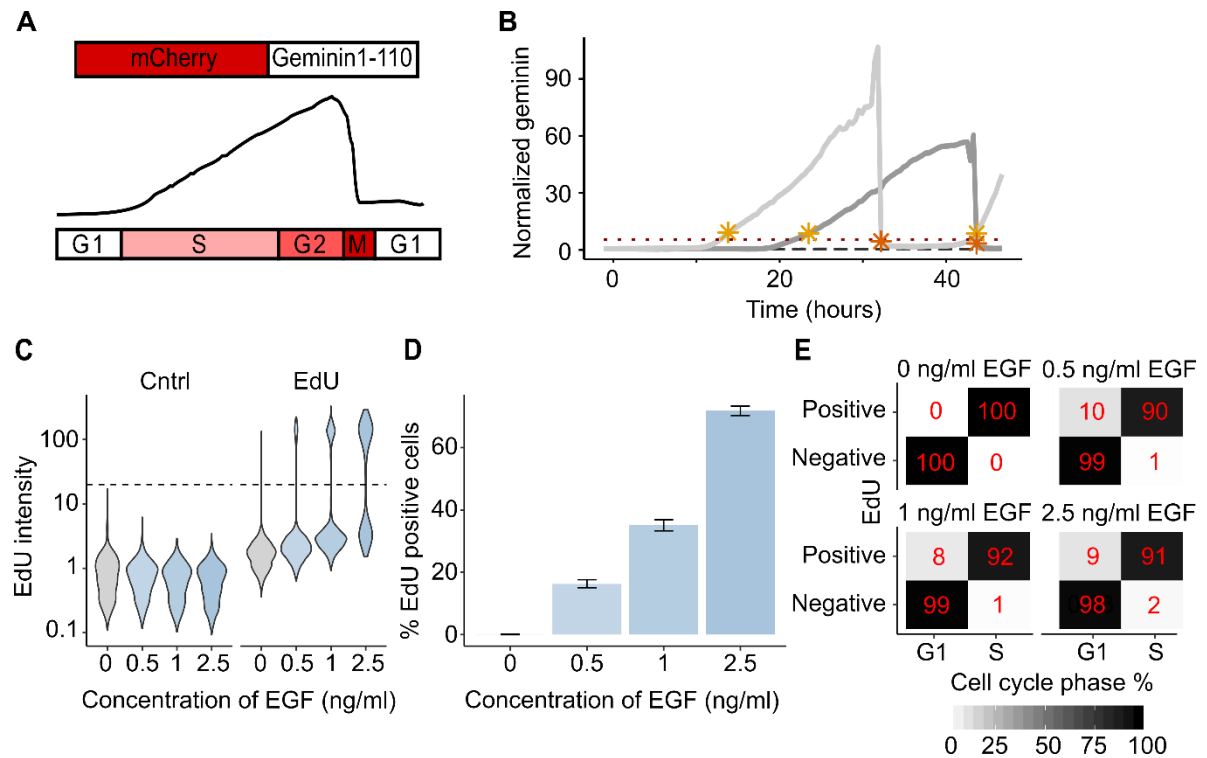 A
mCherry Geminin1-110
G1 S G2 M G1
B
Normalized geminin
90
60
30
0
0 20 40
Time (hours)
C
Cntrl EdU
EdU intensity
100
10
1
0.1
0 0.5 1 2.5 0 0.5 1 2.5
Concentration of EGF (ng/ml)
D
% EdU positive cells
60
40
20
0
0 0.5 1 2.5
Concentration of EGF (ng/ml)
E
0 ng/ml EGF 0.5 ng/ml EGF
Positive 0 100 10 90
Negative 100 0 99 1
EdU
1 ng/ml EGF 2.5 ng/ml EGF
Positive 8 92 9 91
Negative 99 1 98 2
G1 S G1 S
Cell cycle phase %
0 25 50 75 100